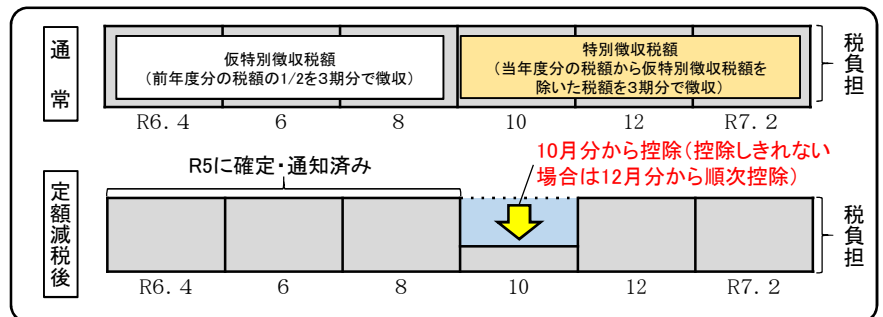 通常
仮特別徴収税額
(前年度分の税額の1/2を3期分で徴収)
特別徴収税額
(当年度分の税額から仮特別徴収税額を
除いた税額を3期分で徴収)
税負担
R6.4 6 8 10 12 R7.2
R5に確定・通知済み
10月分から控除(控除しきれない
場合は12月分から順次控除)
定額減税後
税負担
R6.4 6 8 10 12 R7.2